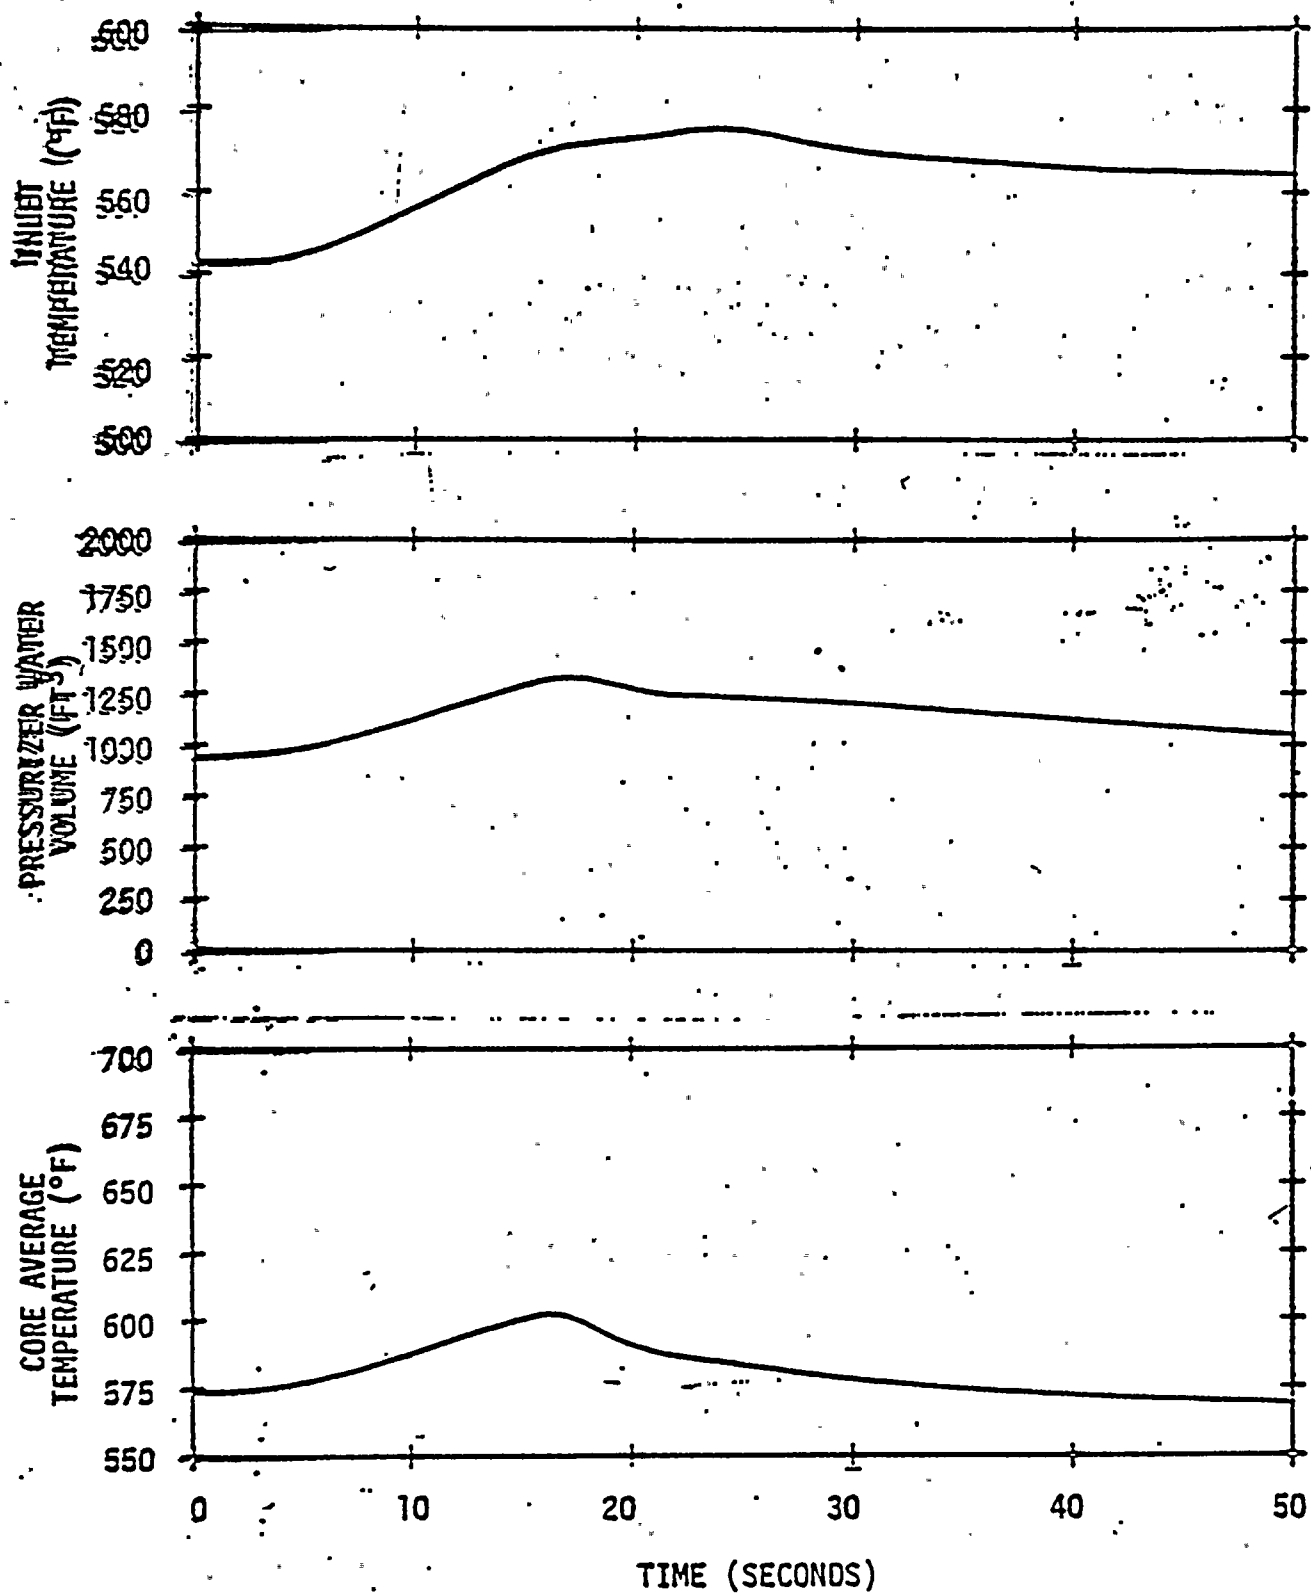 600
580
560
540
520
500
INLET
TEMPERATURE (°F)
2000
1750
1500
1250
1000
750
500
250
0
PRESSURIZER WATER
VOLUME (FT³)
700
675
650
625
600
575
550
CORE AVERAGE
TEMPERATURE (°F)
0 10 20 30 40 50
TIME (SECONDS)